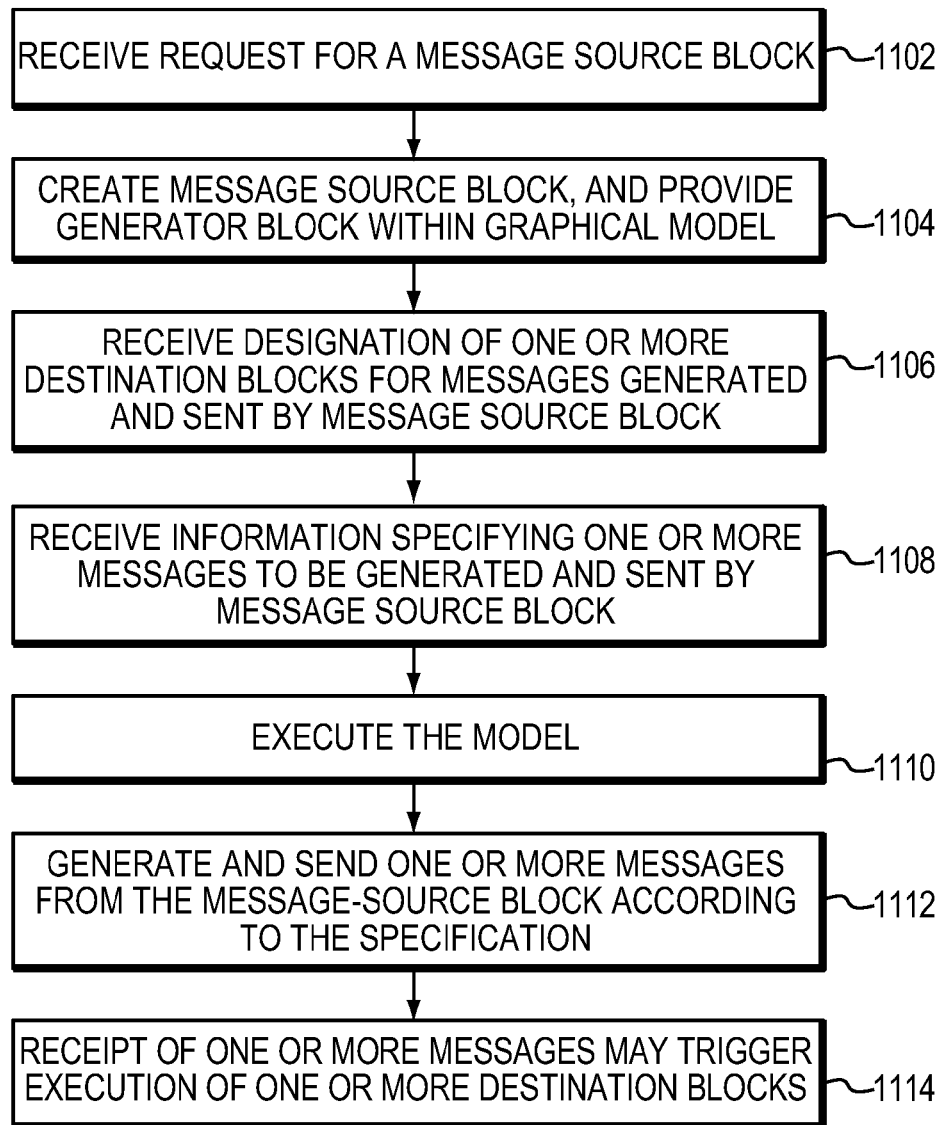 RECEIVE REQUEST FOR A MESSAGE SOURCE BLOCK
1102
CREATE MESSAGE SOURCE BLOCK, AND PROVIDE
GENERATOR BLOCK WITHIN GRAPHICAL MODEL
1104
RECEIVE DESIGNATION OF ONE OR MORE
DESTINATION BLOCKS FOR MESSAGES GENERATED
AND SENT BY MESSAGE SOURCE BLOCK
1106
RECEIVE INFORMATION SPECIFYING ONE OR MORE
MESSAGES TO BE GENERATED AND SENT BY
MESSAGE SOURCE BLOCK
1108
EXECUTE THE MODEL
1110
GENERATE AND SEND ONE OR MORE MESSAGES
FROM THE MESSAGE-SOURCE BLOCK ACCORDING
TO THE SPECIFICATION
1112
RECEIPT OF ONE OR MORE MESSAGES MAY TRIGGER
EXECUTION OF ONE OR MORE DESTINATION BLOCKS
1114